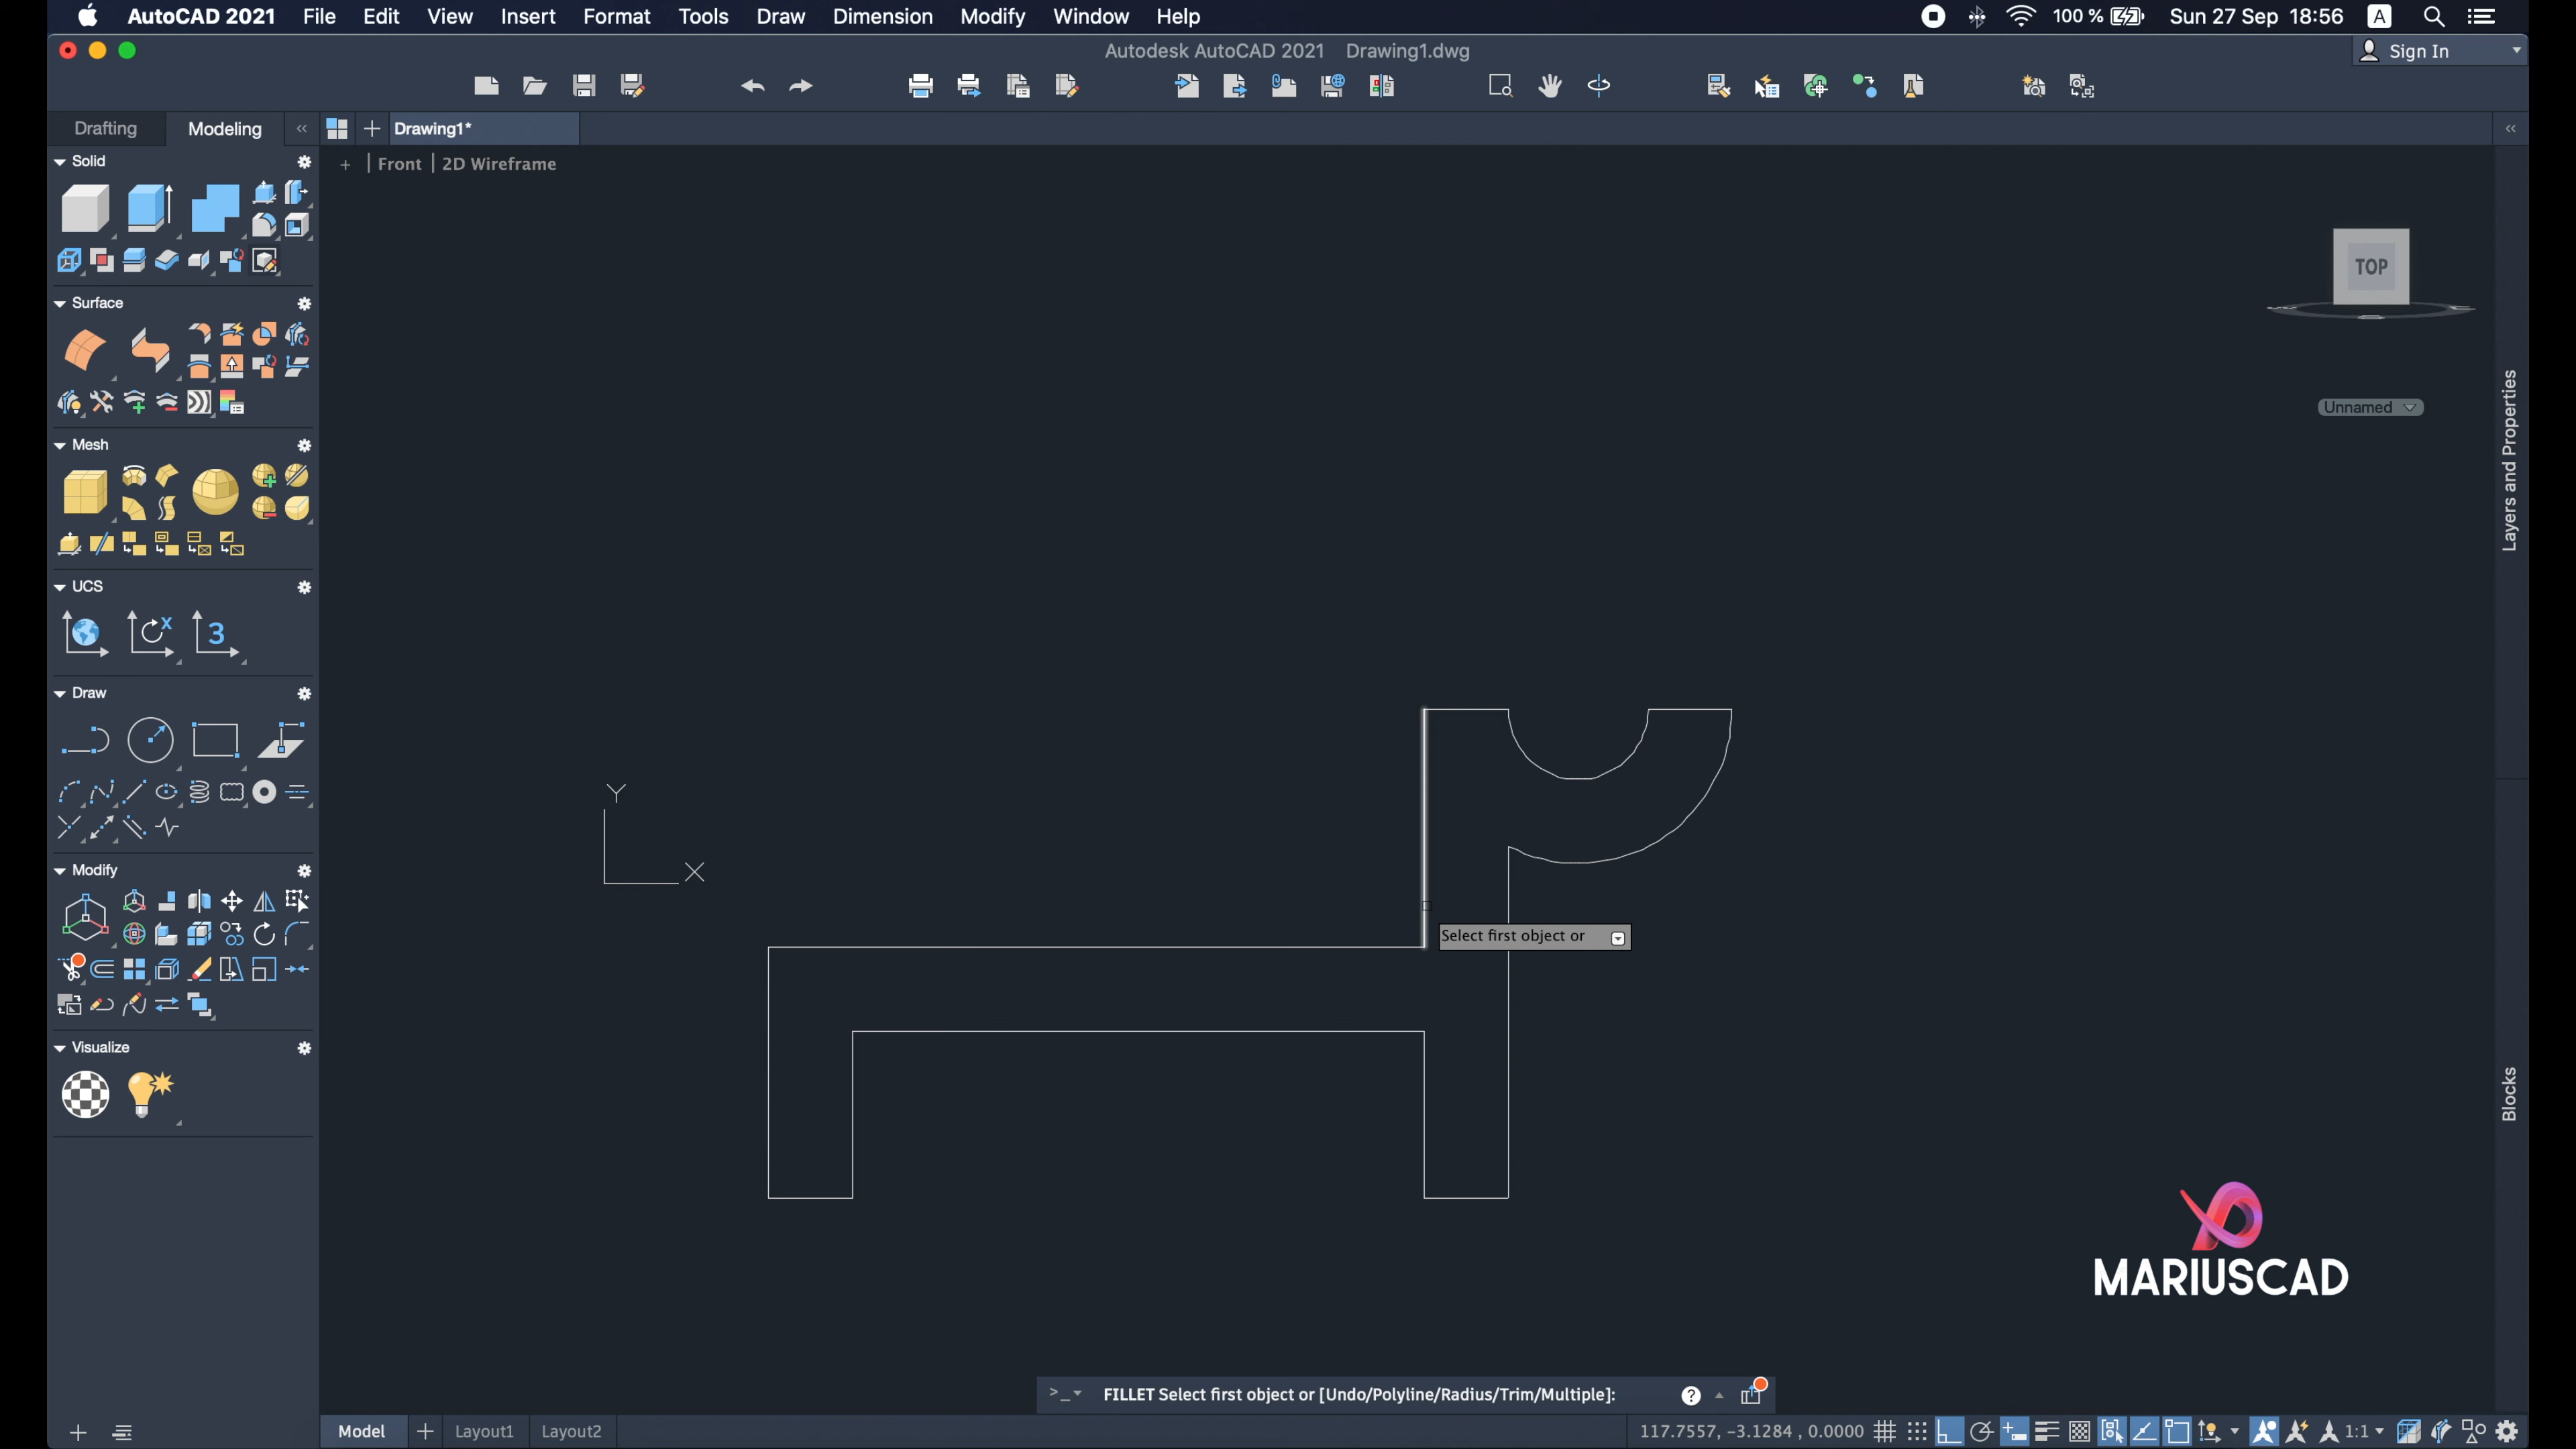 AutoCAD 2021 File Edit View Insert Format Tools Draw Dimension Modify Window Help 100 % Sun 27 Sep 18:56 A
Autodesk AutoCAD 2021 Drawing1.dwg
Sign In
Drafting Modeling « + Drawing1* «
Solid
+ | Front | 2D Wireframe
TOP
Surface
Unnamed
Layers and Properties
Mesh
UCS
X 3
Draw
Y
X
Modify
Select first object or
Visualize
Blocks
MARIUSCAD
>_ FILLET Select first object or [Undo/Polyline/Radius/Trim/Multiple]: ?
+ Model + Layout1 Layout2 117.7557, -3.1284 , 0.0000 1:1